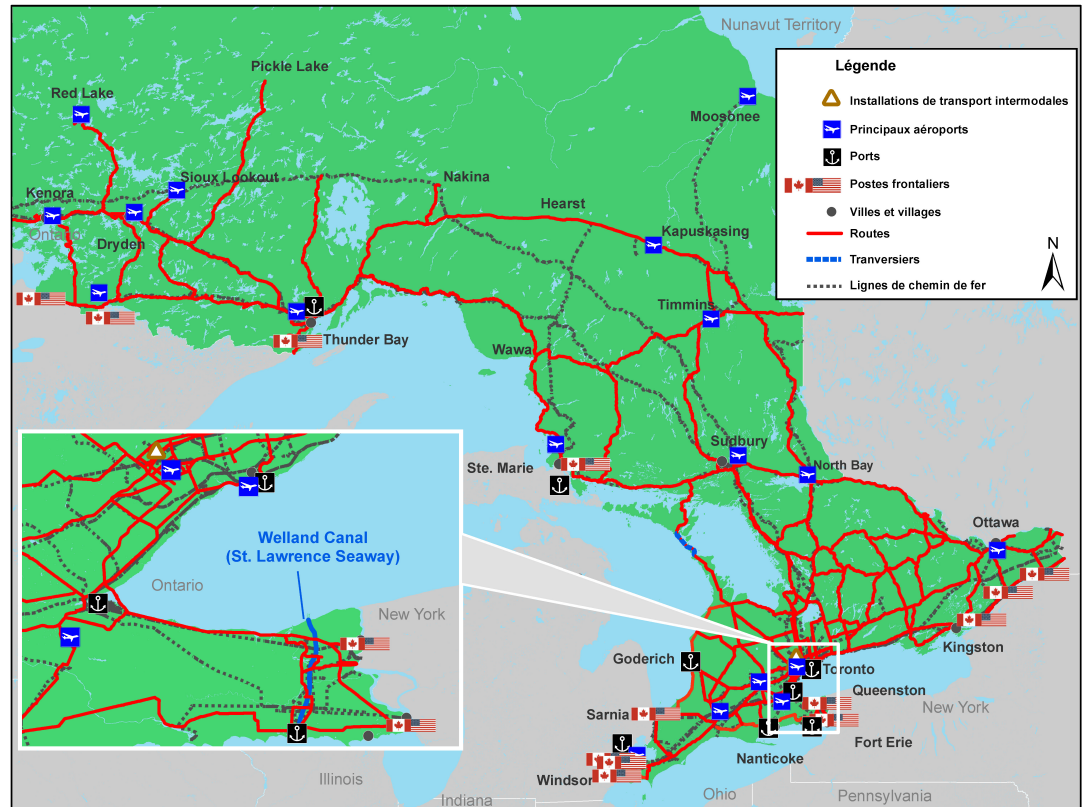 Nunavut Territory
Légende
Installations de transport intermodales
Principaux aéroports
Ports
Postes frontaliers
Villes et villages
Routes
Tranversiers
Lignes de chemin de fer
N
Pickle Lake
Red Lake
Moosonee
Sioux Lookout
Nakina
Kenora
Hearst
Ontario
Kapuskasing
Dryden
Timmins
Thunder Bay
Wawa
Sudbury
Ste. Marie
North Bay
Ottawa
Welland Canal
(St. Lawrence Seaway)
Ontario
New York
Kingston
Goderich
Toronto
Queenston
New York
Sarnia
Fort Erie
Nanticoke
Windsor
Illinois
Indiana
Ohio
Pennsylvania